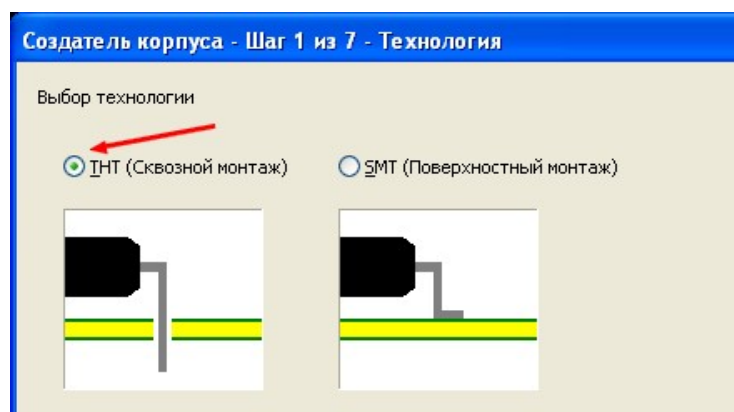 Создатель корпуса - Шаг 1 из 7 - Технология
Выбор технологии
THT (Сквозной монтаж) SMT (Поверхностный монтаж)